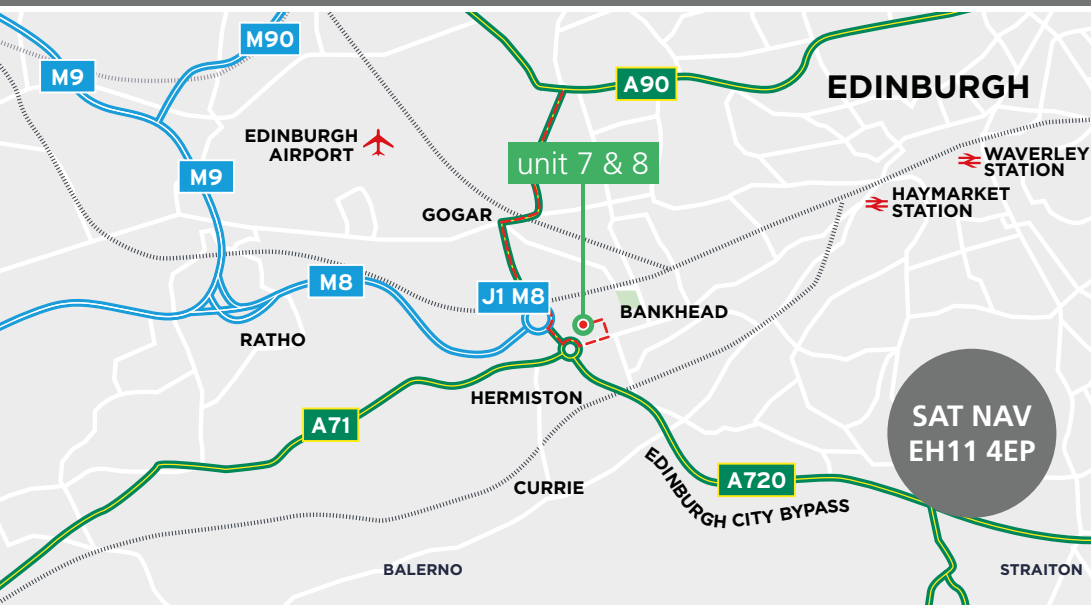 M90
M9
A90
EDINBURGH
EDINBURGH
AIRPORT
unit 7 & 8
WAVERLEY
STATION
M9
HAYMARKET
STATION
GOGAR
M8
J1 M8
BANKHEAD
RATHO
HERMISTON
SAT NAV
EH11 4EP
A71
CURRIE
A720
EDINBURGH CITY BYPASS
BALERNO
STRAITON